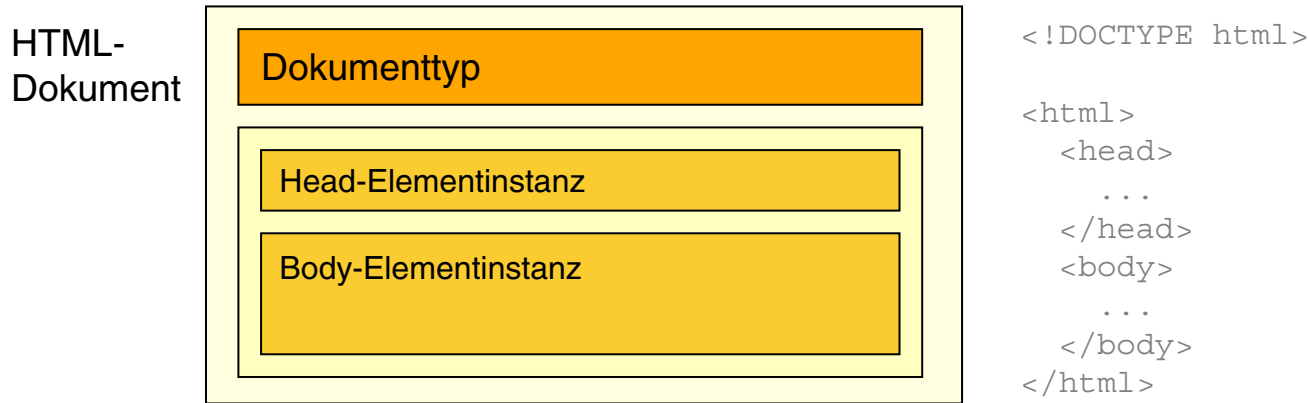 HTML-
Dokument
Dokumenttyp
Head-Elementinstanz
Body-Elementinstanz
<!DOCTYPE html>
<html>
<head>
...
</head>
<body>
...
</body>
</html>